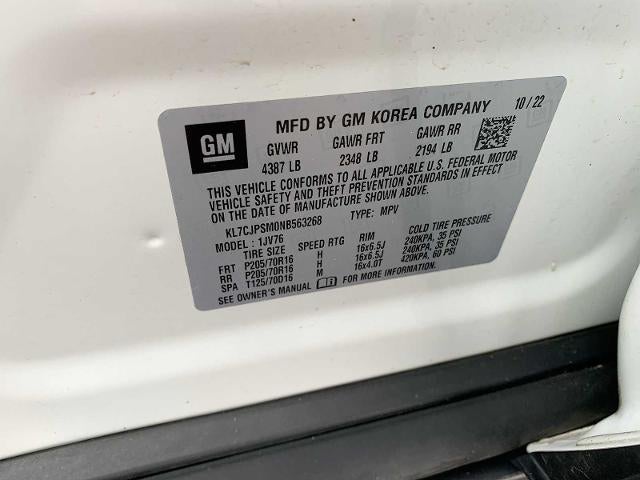 GM
MFD BY GM KOREA COMPANY 10/22
GVWR GAWR FRT GAWR RR
4387 LB 2348 LB 2194 LB
THIS VEHICLE CONFORMS TO ALL APPLICABLE U.S. FEDERAL MOTOR
VEHICLE SAFETY AND THEFT PREVENTION STANDARDS IN EFFECT
ON THE DATE OF MANUFACTURE SHOWN ABOVE.
KL7CJPSM0NB563268 TYPE: MPV
MODEL: 1JV76
TIRE SIZE SPEED RTG RIM COLD TIRE PRESSURE
FRT P205/70R16 H 16x6.5J 240KPA, 35 PSI
RR P205/70R16 H 16x6.5J 240KPA, 35 PSI
SPA T125/70D16 M 16x4.0T 420KPA, 60 PSI
SEE OWNER'S MANUAL FOR MORE INFORMATION.